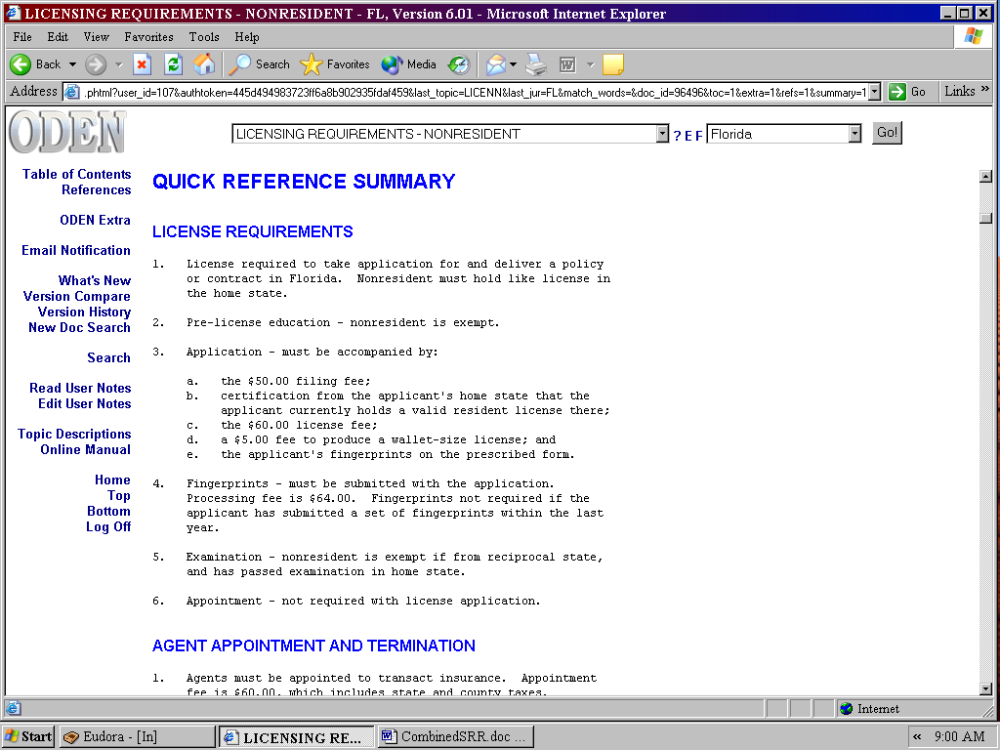 LICENSING REQUIREMENTS - NONRESIDENT - FL, Version 6.01 - Microsoft Internet Explorer
File Edit View Favorites Tools Help
Back Search Favorites Media
Address .phtml?user_id=107&authtoken=445d494983723ff6a8b902935fdaf459&last_topic=LICENN&last_jur=FL&match_words=&doc_id=96496&toc=1&extra=1&refs=1&summary=1 Go Links »
ODEN
LICENSING REQUIREMENTS - NONRESIDENT ? E F Florida Go!
Table of Contents
References
ODEN Extra
Email Notification
What's New
Version Compare
Version History
New Doc Search
Search
Read User Notes
Edit User Notes
Topic Descriptions
Online Manual
Home
Top
Bottom
Log Off
QUICK REFERENCE SUMMARY
LICENSE REQUIREMENTS
1. License required to take application for and deliver a policy
or contract in Florida. Nonresident must hold like license in
the home state.
2. Pre-license education - nonresident is exempt.
3. Application - must be accompanied by:
a. the $50.00 filing fee;
b. certification from the applicant's home state that the
applicant currently holds a valid resident license there;
c. the $60.00 license fee;
d. a $5.00 fee to produce a wallet-size license; and
e. the applicant's fingerprints on the prescribed form.
4. Fingerprints - must be submitted with the application.
Processing fee is $64.00. Fingerprints not required if the
applicant has submitted a set of fingerprints within the last
year.
5. Examination - nonresident is exempt if from reciprocal state,
and has passed examination in home state.
6. Appointment - not required with license application.
AGENT APPOINTMENT AND TERMINATION
1. Agents must be appointed to transact insurance. Appointment
fee is $60.00, which includes state and county taxes.
Internet
Start Eudora - [In] LICENSING RE... CombinedSRR.doc ... « 9:00 AM